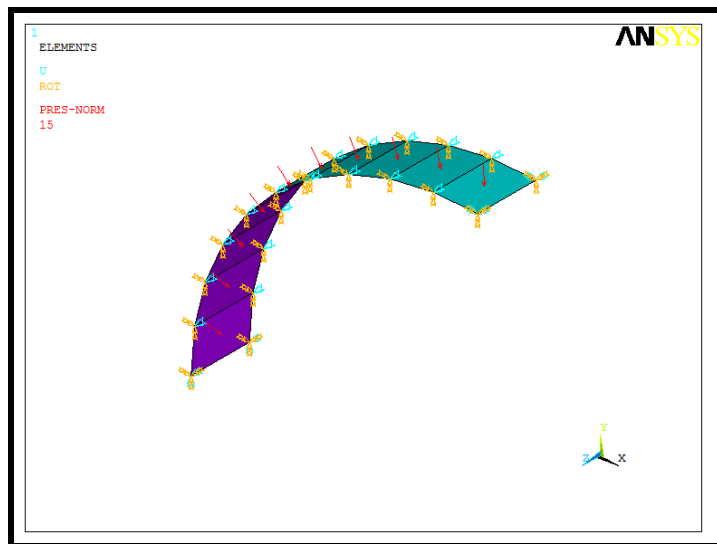 1
ELEMENTS
ANSYS
U
ROT
PRES-NORM
15
Y
Z
X